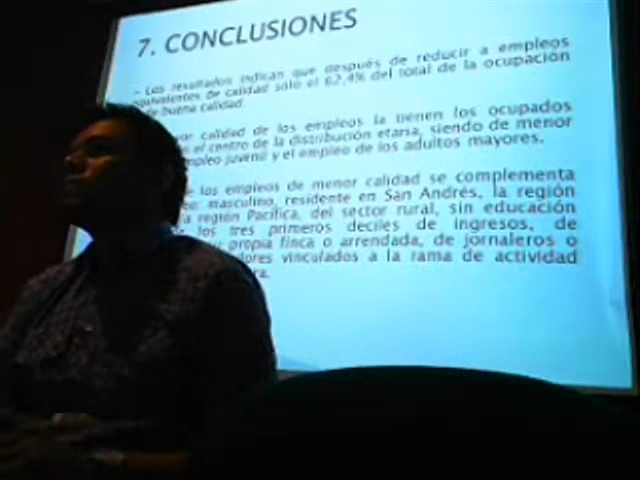 7. CONCLUSIONES
- Los resultados indican que después de reducir a empleos
equivalentes de calidad sólo el 62,4% del total de la ocupación
de buena calidad.
calidad de los empleos la tienen los ocupados
el centro de la distribución etaria, siendo de menor
empleo juvenil y el empleo de los adultos mayores.
los empleos de menor calidad se complementa
masculino, residente en San Andrés, la región
región Pacífica, del sector rural, sin educación
los tres primeros deciles de ingresos, de
propia finca o arrendada, de jornaleros o
vinculados a la rama de actividad